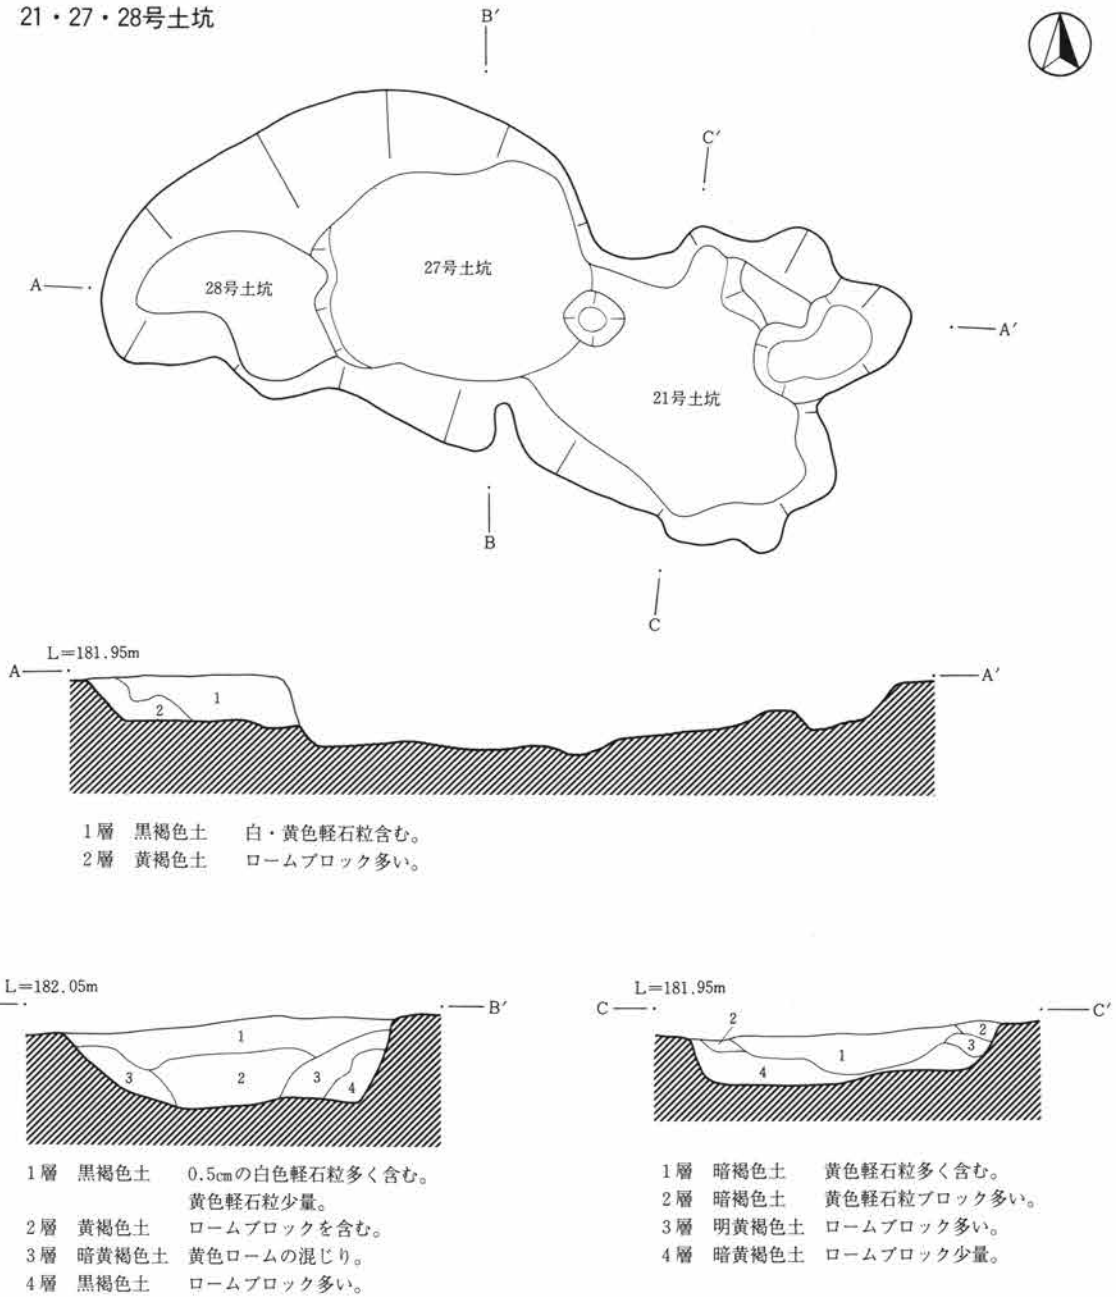 21・27・28号土坑
B′
C′
A
28号土坑
27号土坑
A′
21号土坑
B
C
L=181.95m
A
A′
1
2
1層 黒褐色土 白・黄色軽石粒含む。
2層 黄褐色土 ロームブロック多い。
L=182.05m
B′
1
3
2
3
4
1層 黒褐色土 0.5㎝の白色軽石粒多く含む。
黄色軽石粒少量。
2層 黄褐色土 ロームブロックを含む。
3層 暗黄褐色土 黄色ロームの混じり。
4層 黒褐色土 ロームブロック多い。
L=181.95m
C
C′
2
1
2
3
4
1層 暗褐色土 黄色軽石粒多く含む。
2層 暗褐色土 黄色軽石粒ブロック多い。
3層 明黄褐色土 ロームブロック多い。
4層 暗黄褐色土 ロームブロック少量。